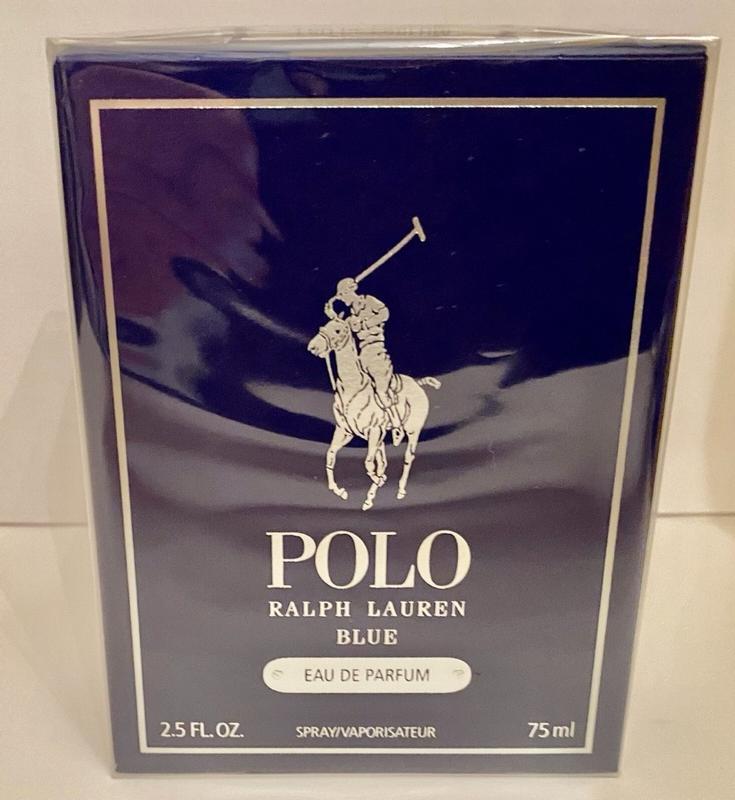 POLO
RALPH LAUREN
BLUE
EAU DE PARFUM
2.5 FL. OZ. SPRAY/VAPORISATEUR 75 ml